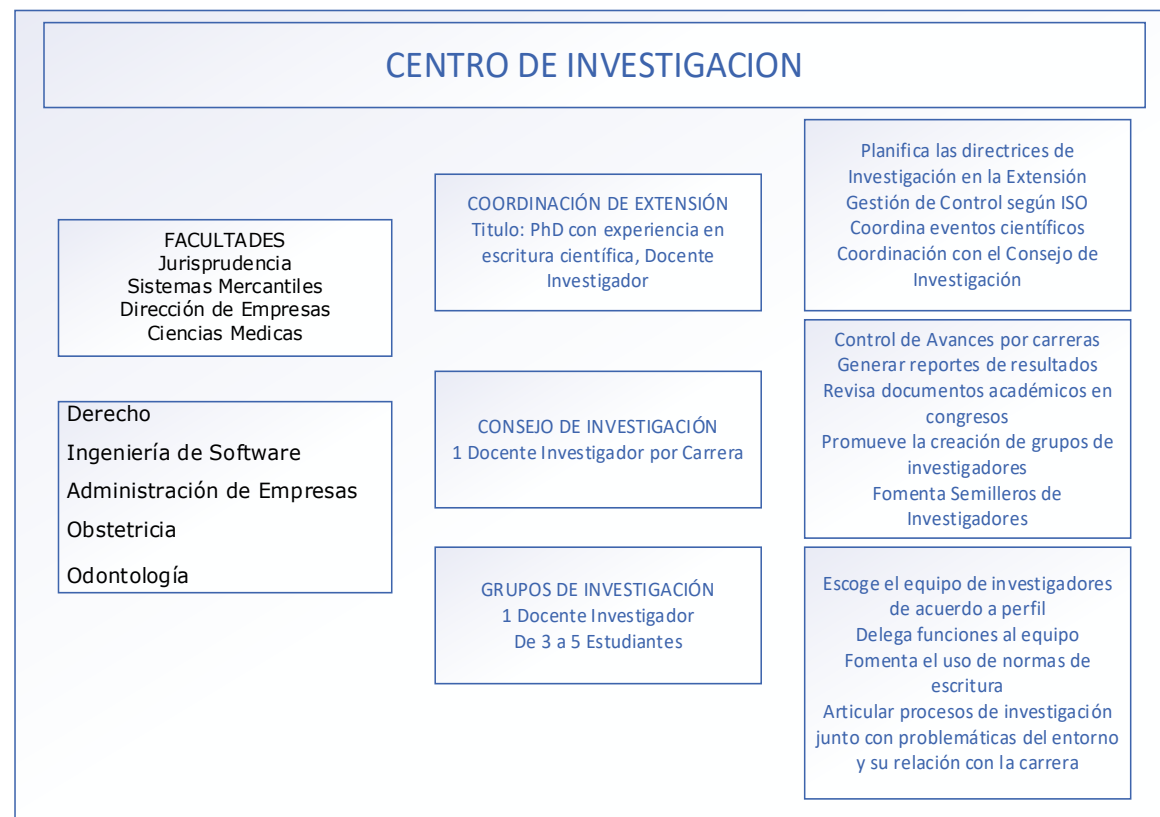 CENTRO DE INVESTIGACION
FACULTADES
Jurisprudencia
Sistemas Mercantiles
Dirección de Empresas
Ciencias Medicas
Derecho
Ingeniería de Software
Administración de Empresas
Obstetricia
Odontología
COORDINACIÓN DE EXTENSIÓN
Titulo: PhD con experiencia en
escritura científica, Docente
Investigador
CONSEJO DE INVESTIGACIÓN
1 Docente Investigador por Carrera
GRUPOS DE INVESTIGACIÓN
1 Docente Investigador
De 3 a 5 Estudiantes
Planifica las directrices de
Investigación en la Extensión
Gestión de Control según ISO
Coordina eventos científicos
Coordinación con el Consejo de
Investigación
Control de Avances por carreras
Generar reportes de resultados
Revisa documentos académicos en
congresos
Promueve la creación de grupos de
investigadores
Fomenta Semilleros de
Investigadores
Escoge el equipo de investigadores
de acuerdo a perfil
Delega funciones al equipo
Fomenta el uso de normas de
escritura
Articular procesos de investigación
junto con problemáticas del entorno
y su relación con la carrera